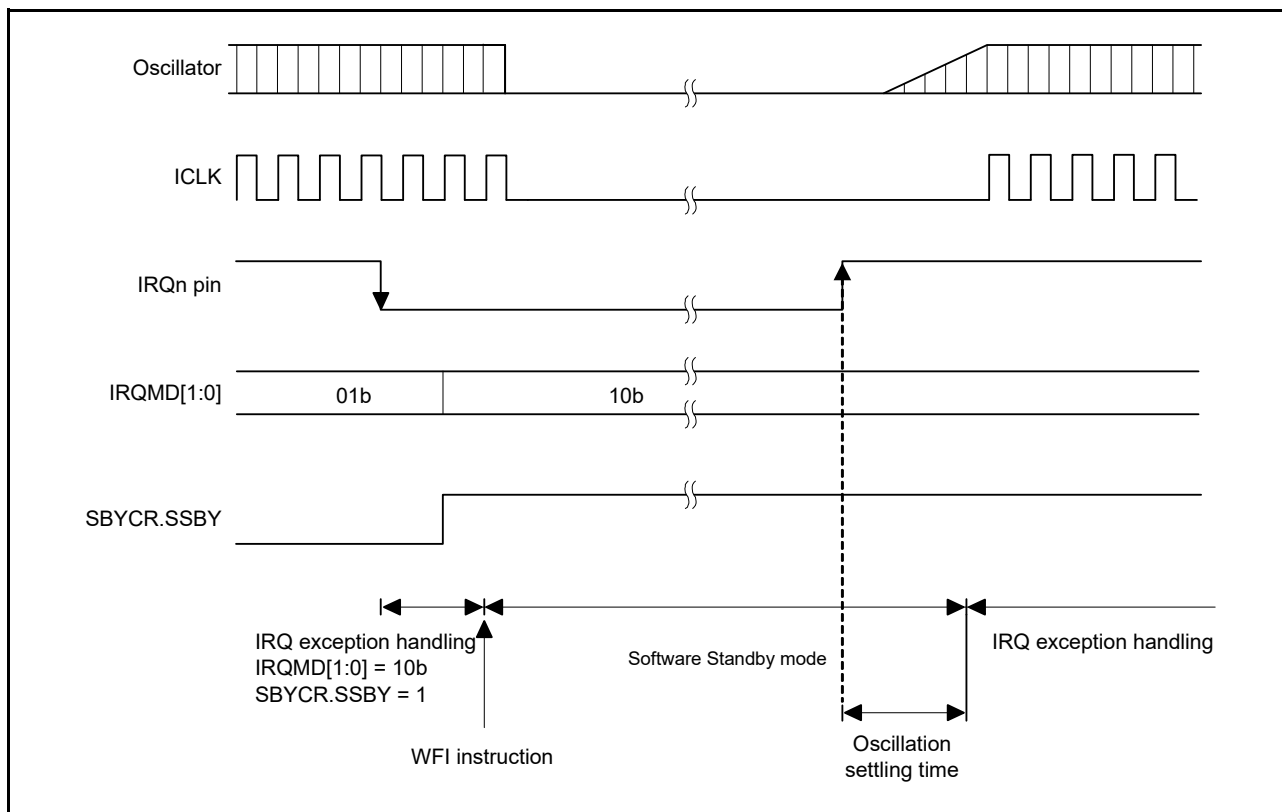 Oscillator
ICLK
IRQn pin
IRQMD[1:0]
01b
10b
SBYCR.SSBY
IRQ exception handling
IRQMD[1:0] = 10b
SBYCR.SSBY = 1
WFI instruction
Software Standby mode
Oscillation
settling time
IRQ exception handling